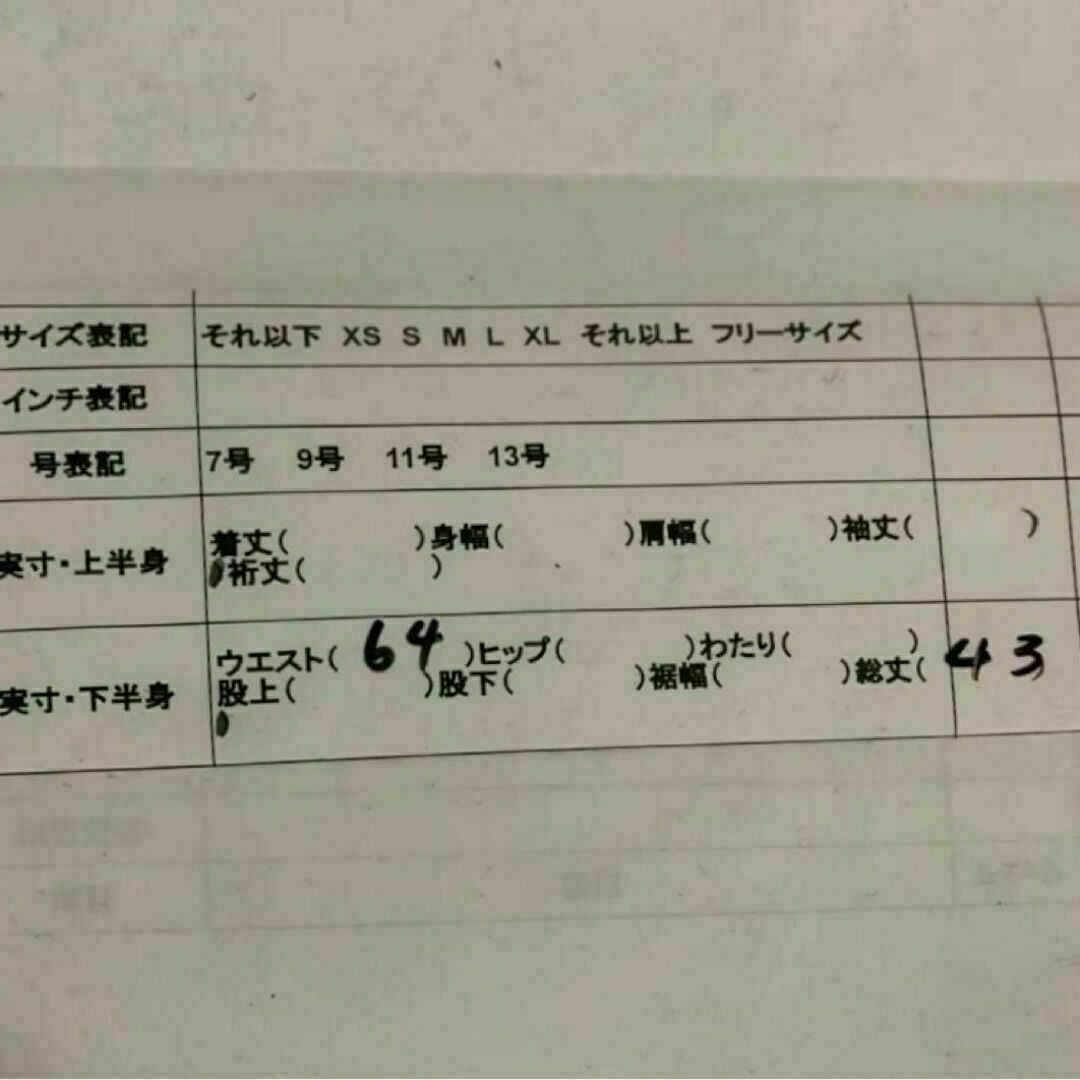 サイズ表記 それ以下 XS S M L XL それ以上 フリーサイズ
インチ表記
号表記 7号 9号 11号 13号
実寸・上半身 着丈( )身幅( )肩幅( )袖丈( )
裄丈( )
実寸・下半身 ウエスト( 64 )ヒップ( )わたり( )
股上( )股下( )裾幅( )総丈( 43 )